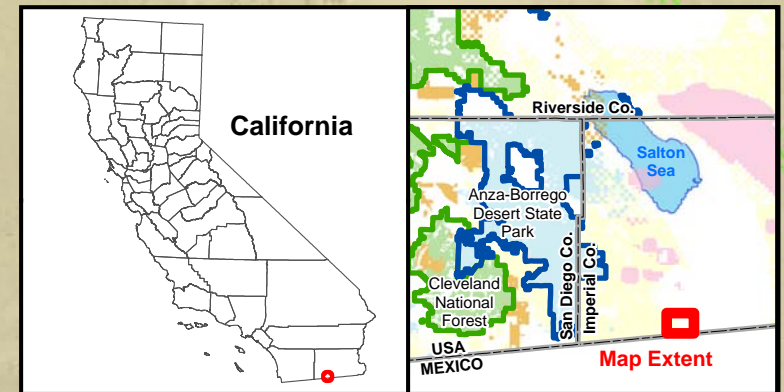 California
Riverside Co.
Salton
Sea
Anza-Borrego
Desert State
Park
San Diego Co.
Imperial Co.
Cleveland
National
Forest
USA
MEXICO
Map Extent